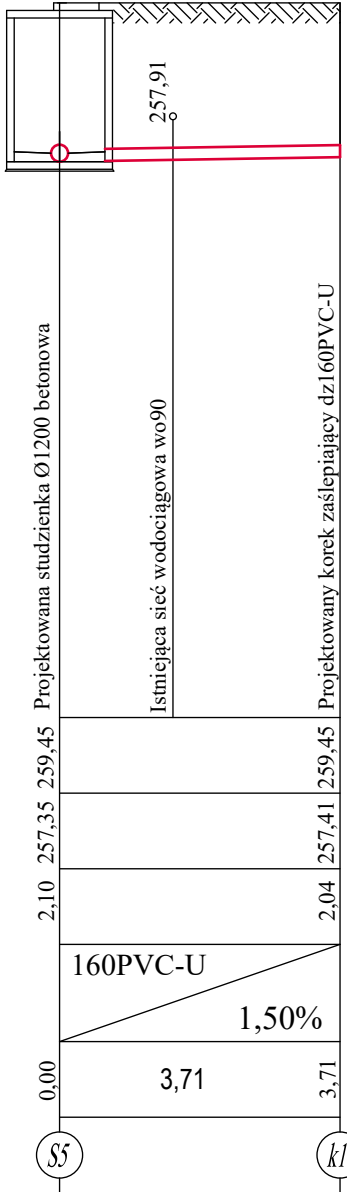 257,91
Projektowana studzienka Ø1200 betonowa
Istniejąca sieć wodociągowa wo90
Projektowany korek zaślepiający dz160PVC-U
259,45
259,45
257,35
257,41
2,10
2,04
160PVC-U
1,50%
0,00
3,71
3,71
S5
k1